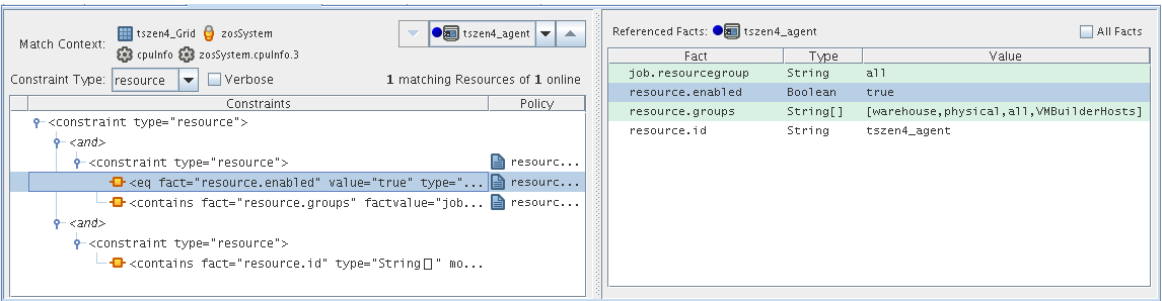 Match Context: tszen4_Grid zosSystem
cpuInfo zosSystem.cpuInfo.3
tszen4_agent
Constraint Type: resource Verbose 1 matching Resources of 1 online
Constraints Policy
<constraint type="resource">
<and>
<constraint type="resource"> resourc...
<eq fact="resource.enabled" value="true" type="... resourc...
<contains fact="resource.groups" factvalue="job... resourc...
<and>
<constraint type="resource">
<contains fact="resource.id" type="String[]" mo...
Referenced Facts: tszen4_agent All Facts
Fact Type Value
job.resourcegroup String all
resource.enabled Boolean true
resource.groups String[] [warehouse,physical,all,VMBuilderHosts]
resource.id String tszen4_agent